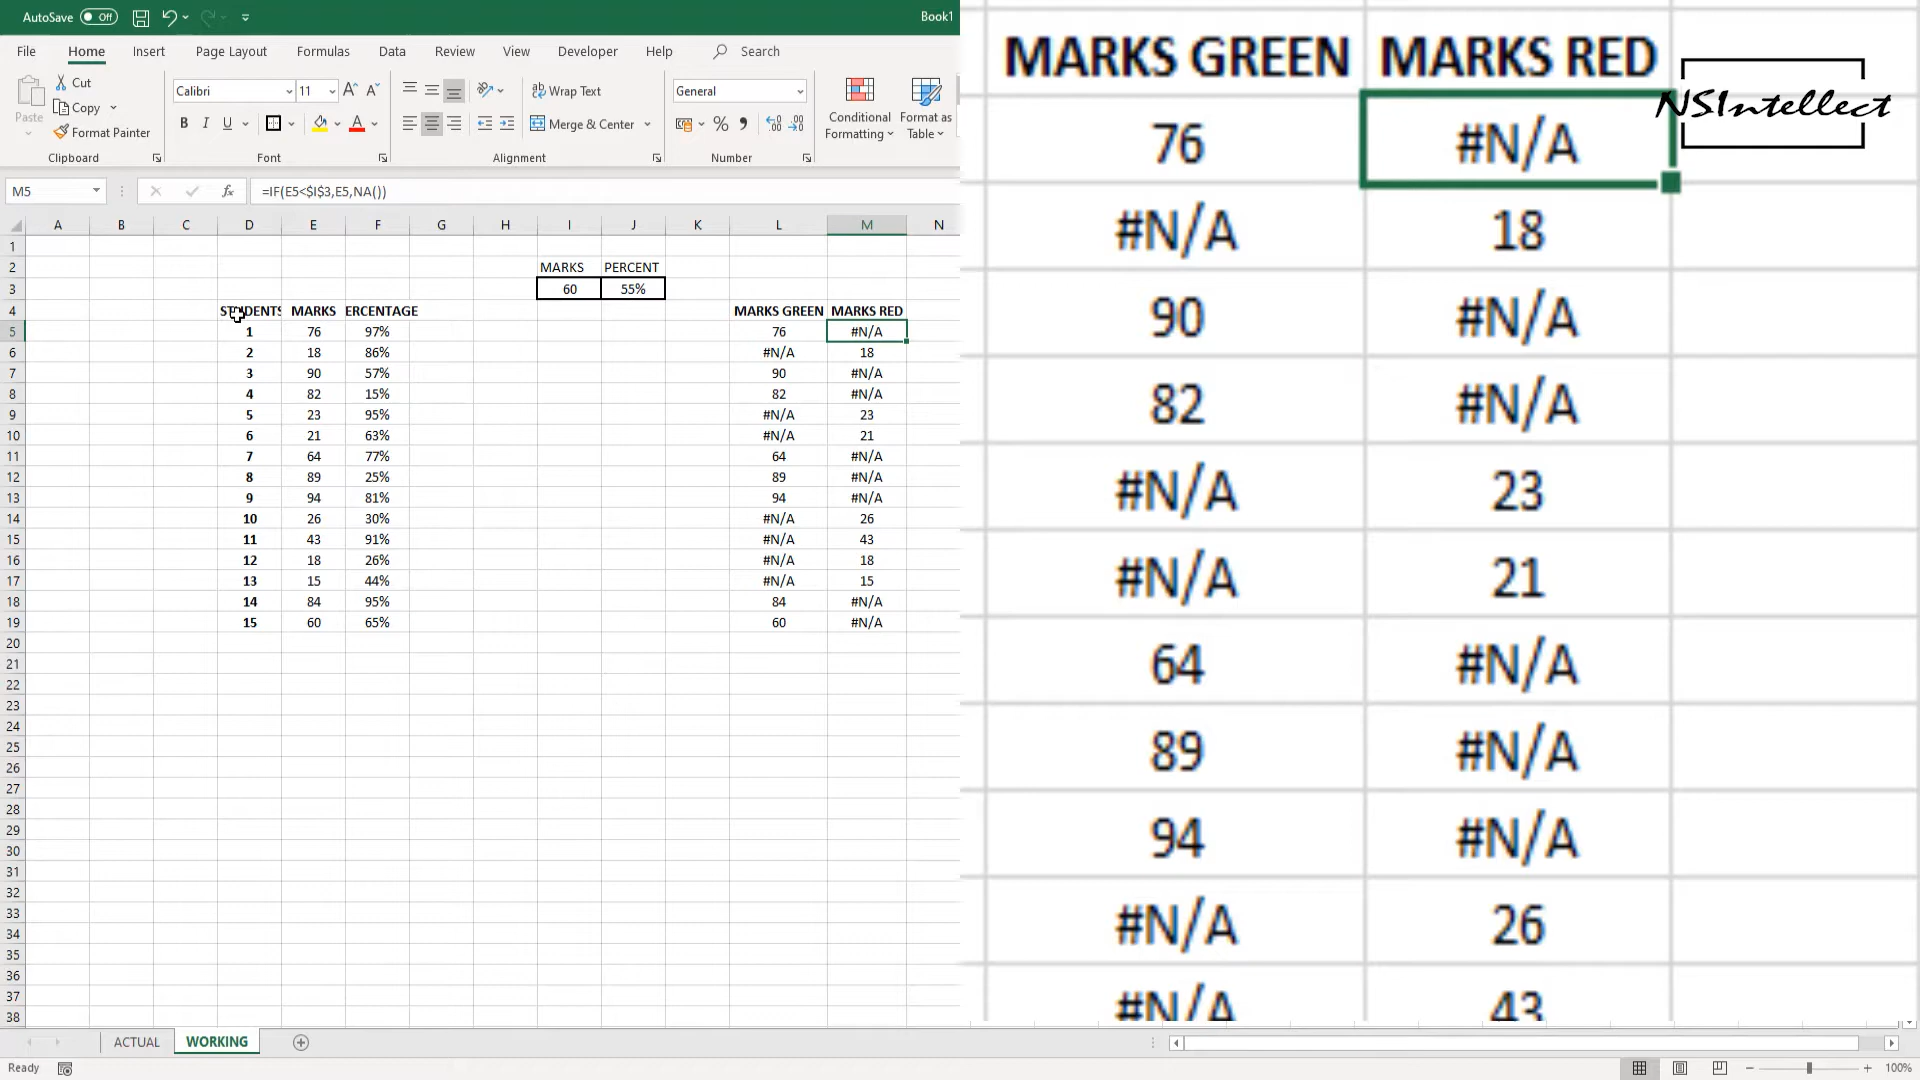 AutoSave Off Book1
File Home Insert Page Layout Formulas Data Review View Developer Help Search
Paste Cut Copy Format Painter Clipboard
Calibri 11 A A B I U A Font
Wrap Text Merge & Center Alignment
General % , Number
Conditional Formatting Format as Table
M5 fx =IF(E5<$I$3,E5,NA())
A B C D E F G H I J K L M N
1
2 MARKS PERCENT
3 60 55%
4 STUDENTS MARKS ERCENTAGE MARKS GREEN MARKS RED
5 1 76 97% 76 #N/A
6 2 18 86% #N/A 18
7 3 90 57% 90 #N/A
8 4 82 15% 82 #N/A
9 5 23 95% #N/A 23
10 6 21 63% #N/A 21
11 7 64 77% 64 #N/A
12 8 89 25% 89 #N/A
13 9 94 81% 94 #N/A
14 10 26 30% #N/A 26
15 11 43 91% #N/A 43
16 12 18 26% #N/A 18
17 13 15 44% #N/A 15
18 14 84 95% 84 #N/A
19 15 60 65% 60 #N/A
20
21
22
23
24
25
26
27
28
29
30
31
32
33
34
35
36
37
38
ACTUAL WORKING
Ready 100%
MARKS GREEN MARKS RED
76 #N/A
#N/A 18
90 #N/A
82 #N/A
#N/A 23
#N/A 21
64 #N/A
89 #N/A
94 #N/A
#N/A 26
#N/A 43
NSIntellect